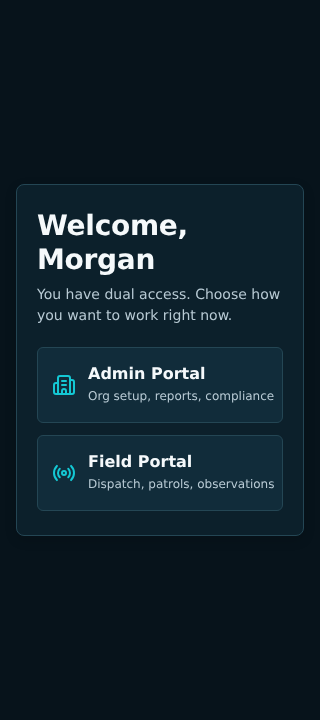 Welcome,
Morgan
You have dual access. Choose how
you want to work right now.
Admin Portal
Org setup, reports, compliance
Field Portal
Dispatch, patrols, observations